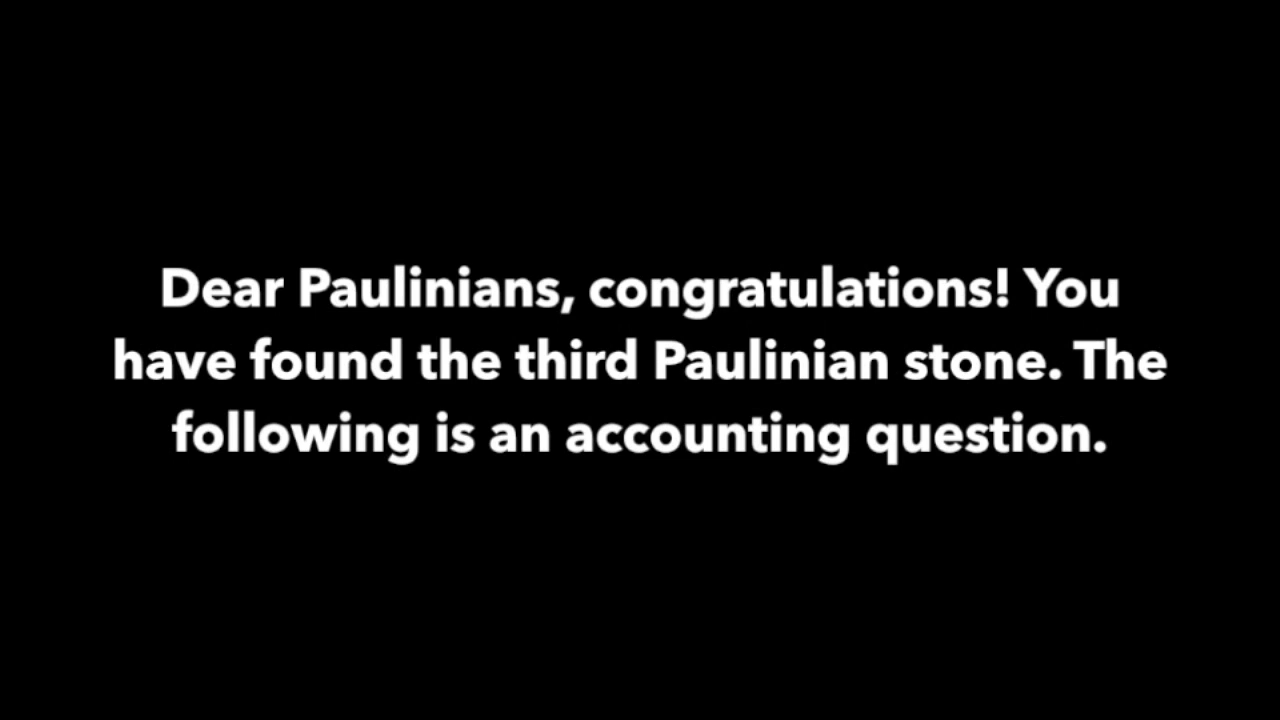 Dear Paulinians, congratulations! You
have found the third Paulinian stone. The
following is an accounting question.